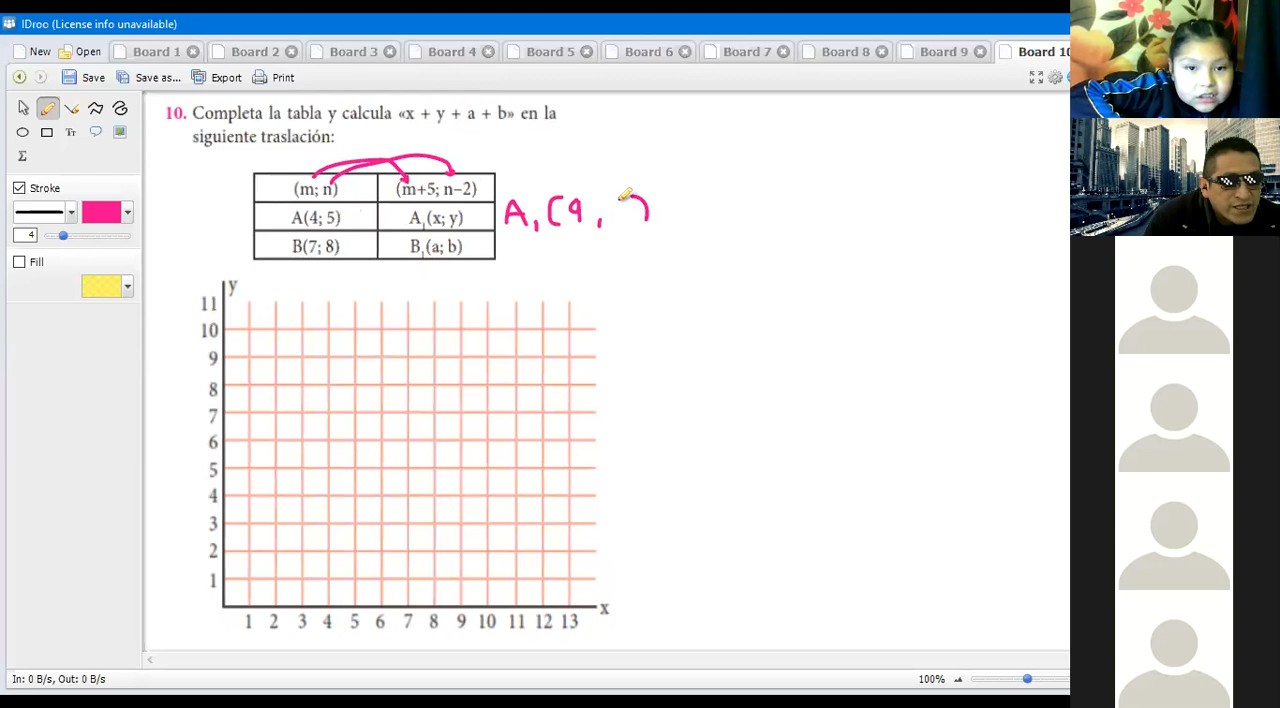 IDroo (License info unavailable)
New Open Board 1 Board 2 Board 3 Board 4 Board 5 Board 6 Board 7 Board 8 Board 9 Board 10
Save Save as... Export Print
10. Completa la tabla y calcula «x + y + a + b» en la
siguiente traslación:
Stroke
(m; n) (m+5; n–2)
A(4; 5) A₁(x; y) A₁(9, )
4
B(7; 8) B₁(a; b)
Fill
y
11
10
9
8
7
6
5
4
3
2
1
x
1 2 3 4 5 6 7 8 9 10 11 12 13
In: 0 B/s, Out: 0 B/s 100%